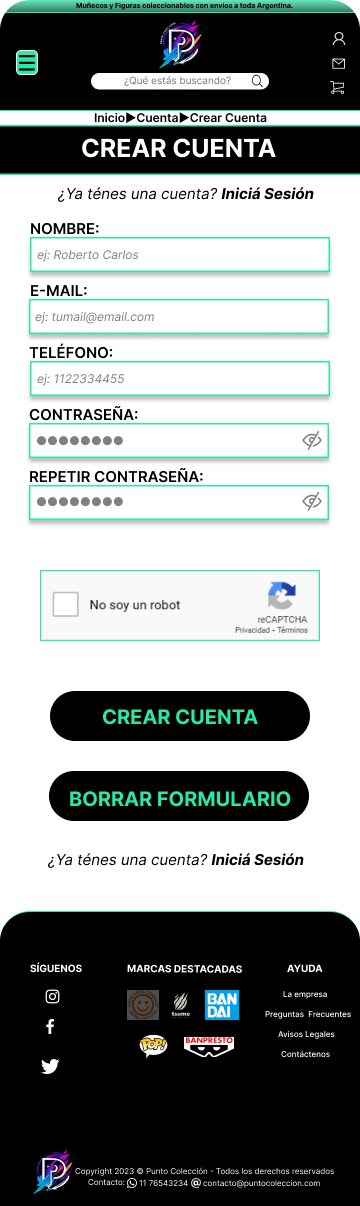 Muñecos y Figuras coleccionables con envíos a toda Argentina.
¿Qué estás buscando?
Inicio▶Cuenta▶Crear Cuenta
CREAR CUENTA
¿Ya ténes una cuenta? Iniciá Sesión
NOMBRE:
ej: Roberto Carlos
E-MAIL:
ej: tumail@email.com
TELÉFONO:
ej: 1122334455
CONTRASEÑA:
REPETIR CONTRASEÑA:
No soy un robot
reCAPTCHA
Privacidad - Términos
CREAR CUENTA
BORRAR FORMULARIO
¿Ya ténes una cuenta? Iniciá Sesión
SÍGUENOS
MARCAS DESTACADAS
tsume
BAN
DAI
POP!
BANPRESTO
AYUDA
La empresa
Preguntas Frecuentes
Avisos Legales
Contáctenos
Copyright 2023 © Punto Colección - Todos los derechos reservados
Contacto: 11 76543234 contacto@puntocoleccion.com